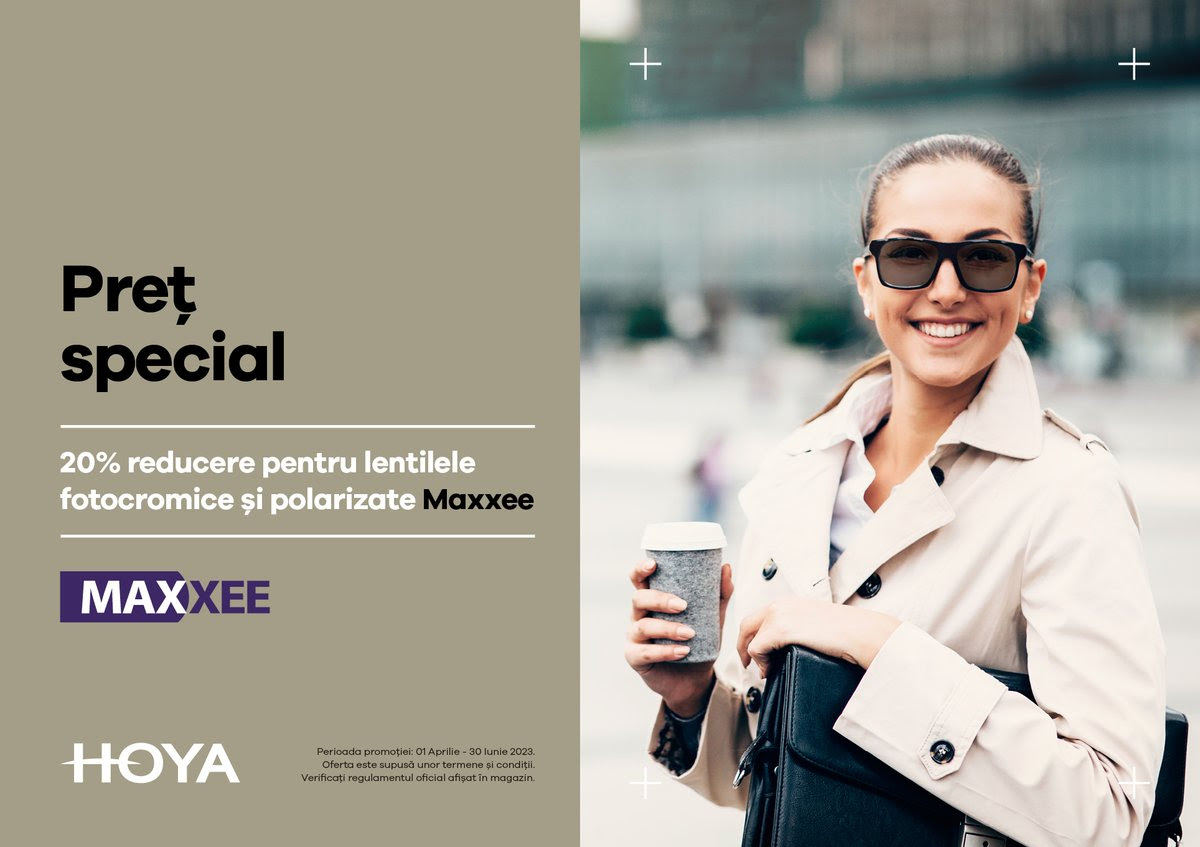 Preț
special
20% reducere pentru lentilele
fotocromice și polarizate Maxxee
MAXXEE
HOYA
Perioada promoției: 01 Aprilie - 30 Iunie 2023.
Oferta este supusă unor termene și condiții.
Verificați regulamentul oficial afișat în magazin.